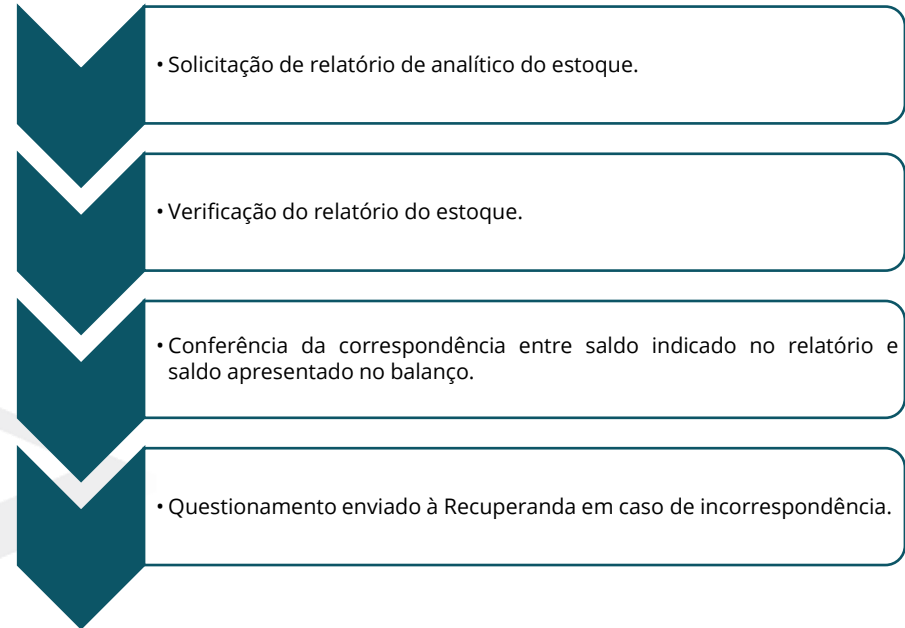 • Solicitação de relatório de analítico do estoque.
• Verificação do relatório do estoque.
• Conferência da correspondência entre saldo indicado no relatório e
saldo apresentado no balanço.
• Questionamento enviado à Recuperanda em caso de incorrespondência.